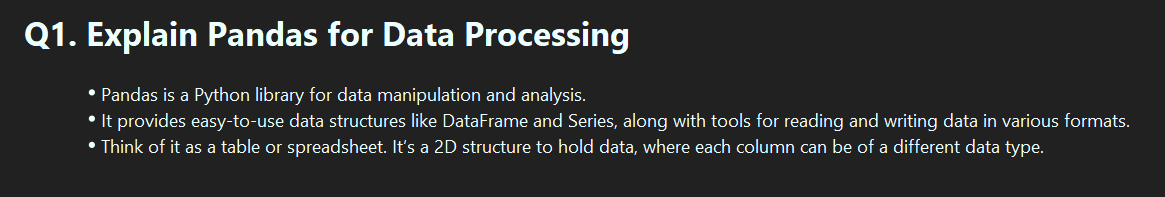 Q1. Explain Pandas for Data Processing
• Pandas is a Python library for data manipulation and analysis.
• It provides easy-to-use data structures like DataFrame and Series, along with tools for reading and writing data in various formats.
• Think of it as a table or spreadsheet. It’s a 2D structure to hold data, where each column can be of a different data type.